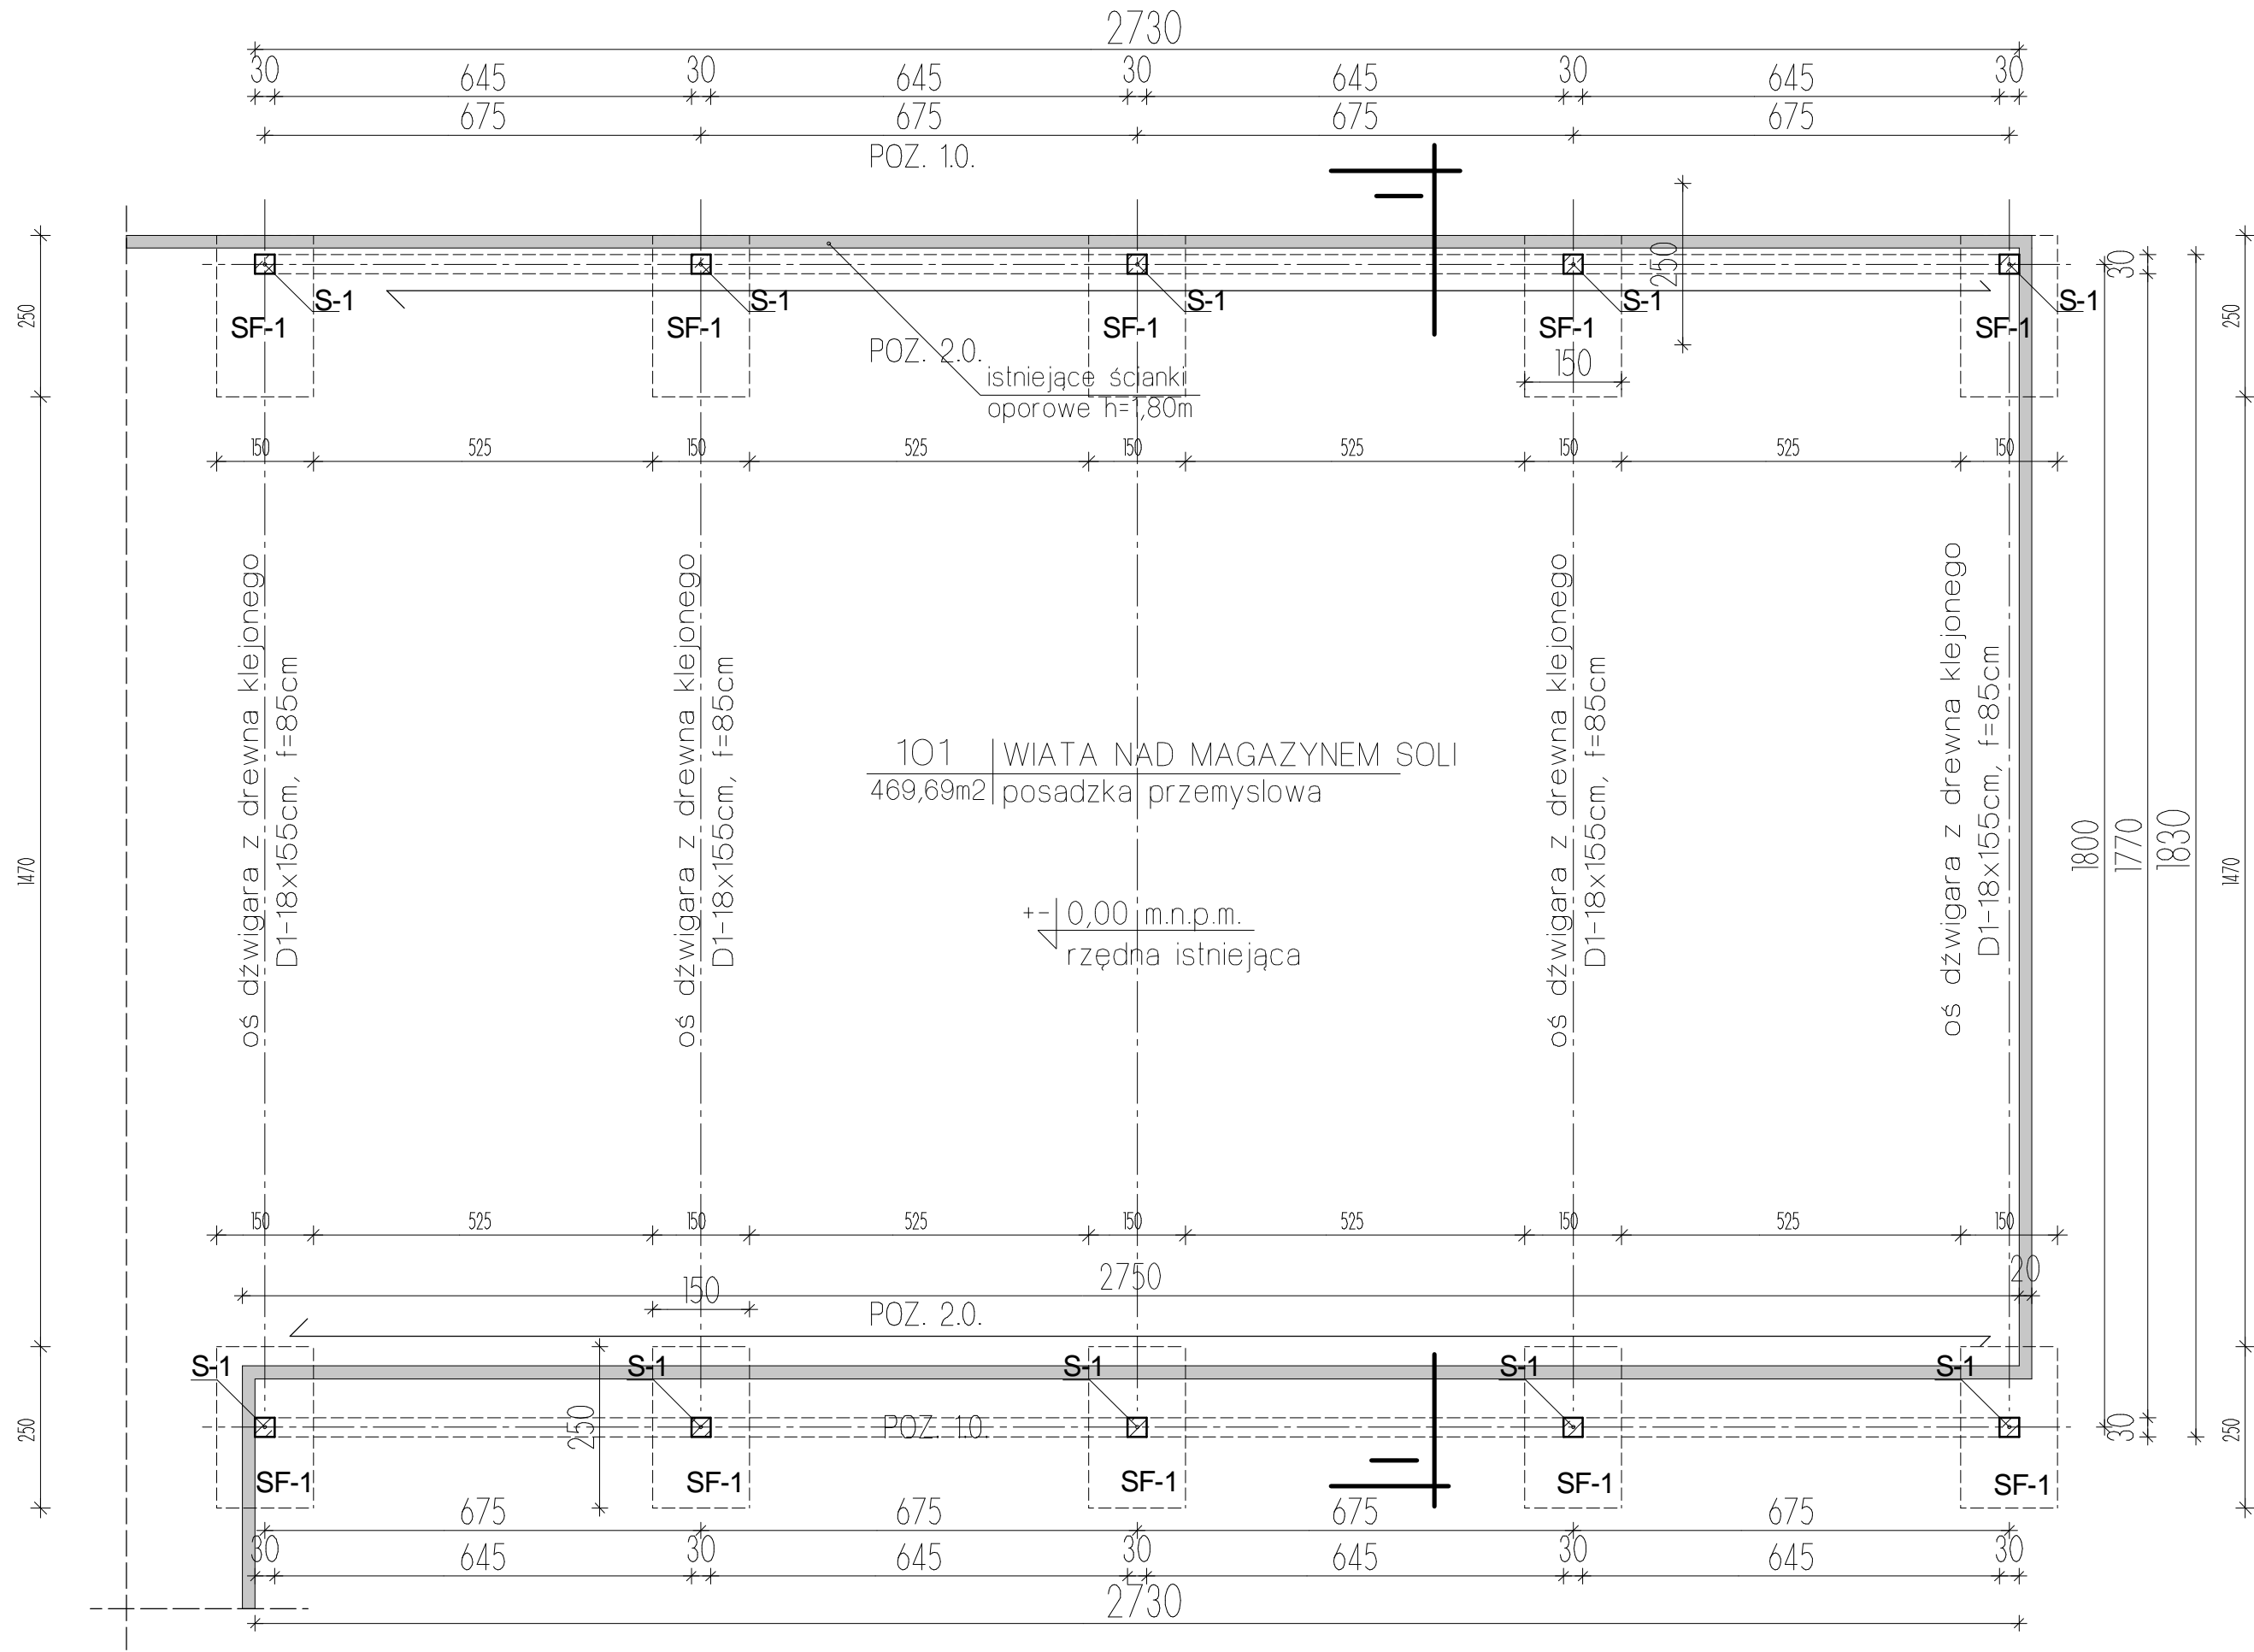 2730
30 645 30 645 30 645 30 645 30
675 675 675 675
POZ. 1.0.
250
250
30
250
S-1 S-1 S-1 S-1 S-1
SF-1 SF-1 SF-1 SF-1 SF-1
POZ. 2.0.
150
istniejące ścianki
oporowe h=1,80m
150 525 150 525 150 525 150 525 150
oś dźwigara z drewna klejonego
D1-18x155cm, f=85cm
oś dźwigara z drewna klejonego
D1-18x155cm, f=85cm
oś dźwigara z drewna klejonego
D1-18x155cm, f=85cm
oś dźwigara z drewna klejonego
D1-18x155cm, f=85cm
101 WIATA NAD MAGAZYNEM SOLI
469,69m2 posadzka przemyslowa
1470
1800
1770
1830
1470
+- 0,00 m.n.p.m.
rzędna istniejąca
150 525 150 525 150 525 150 525 150
2750 20
150
POZ. 2.0.
S-1 S-1 S-1 S-1 S-1
250
250
POZ. 1.0.
30
250
SF-1 SF-1 SF-1 SF-1 SF-1
675 675 675 675
30 645 30 645 30 645 30 645 30
2730